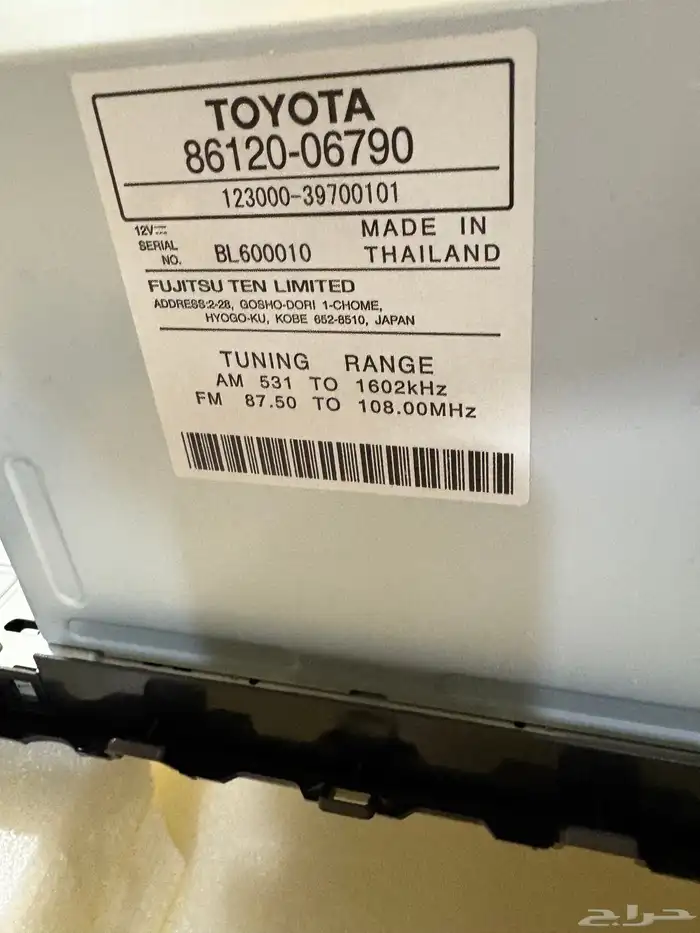 TOYOTA
86120-06790
123000-39700101
12V⎓
SERIAL NO. BL600010
MADE IN THAILAND
FUJITSU TEN LIMITED
ADDRESS:2-28, GOSHO-DORI 1-CHOME,
HYOGO-KU, KOBE 652-8510, JAPAN
TUNING RANGE
AM 531 TO 1602kHz
FM 87.50 TO 108.00MHz
حراج